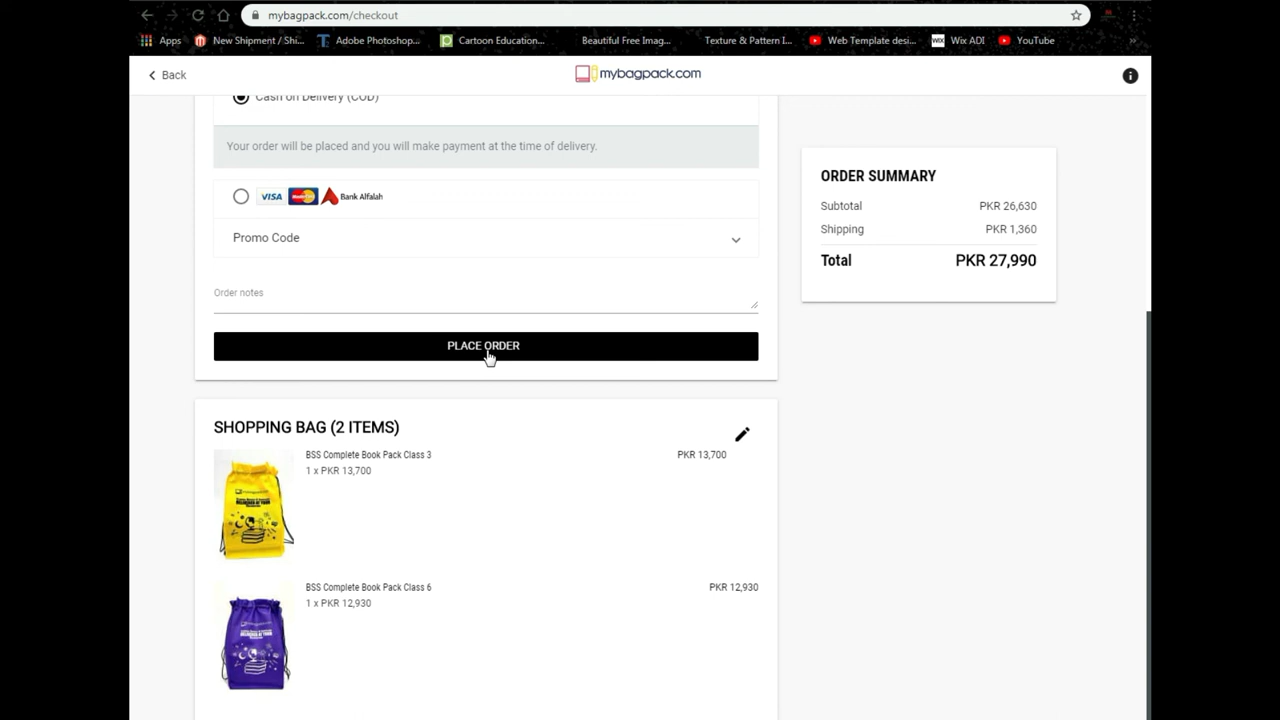 mybagpack.com/checkout
Apps
New Shipment / Shi...
Adobe Photoshop...
Cartoon Education...
Beautiful Free Imag...
Texture & Pattern I...
Web Template desi...
Wix ADI
YouTube
Back
mybagpack.com
Cash on Delivery (COD)
Your order will be placed and you will make payment at the time of delivery.
VISA
Bank Alfalah
Promo Code
Order notes
PLACE ORDER
ORDER SUMMARY
Subtotal PKR 26,630
Shipping PKR 1,360
Total PKR 27,990
SHOPPING BAG (2 ITEMS)
BSS Complete Book Pack Class 3 PKR 13,700
1 x PKR 13,700
BSS Complete Book Pack Class 6 PKR 12,930
1 x PKR 12,930